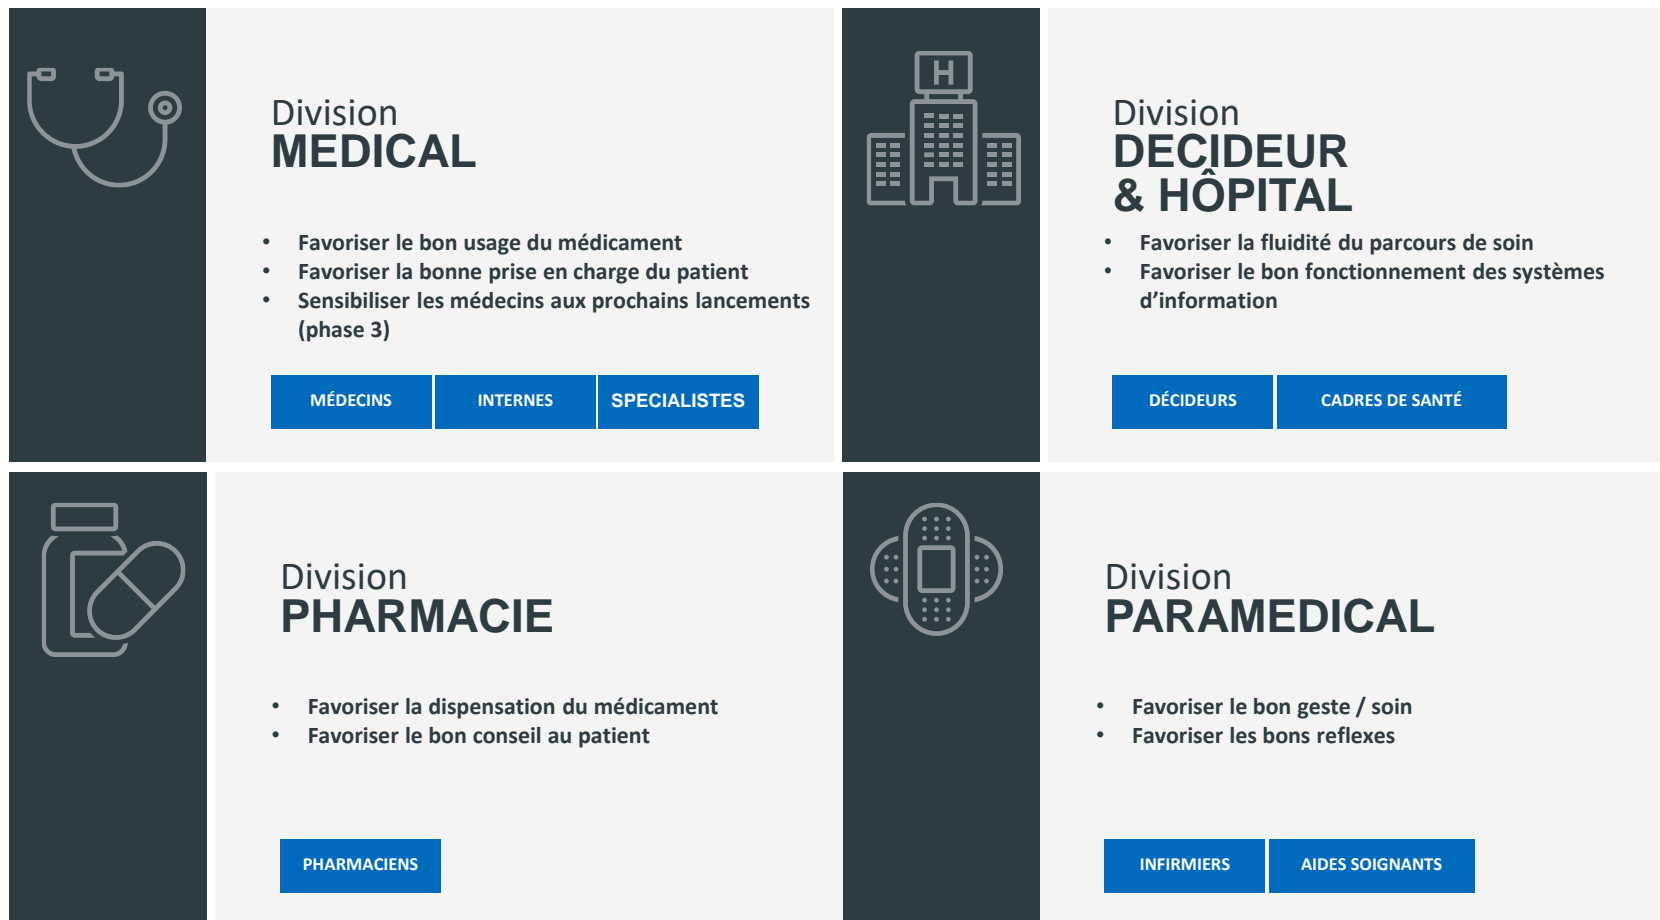 Division
MEDICAL
• Favoriser le bon usage du médicament
• Favoriser la bonne prise en charge du patient
• Sensibiliser les médecins aux prochains lancements
(phase 3)
MÉDECINS
INTERNES
SPECIALISTES
H
Division
DECIDEUR
& HÔPITAL
• Favoriser la fluidité du parcours de soin
• Favoriser le bon fonctionnement des systèmes
d’information
DÉCIDEURS
CADRES DE SANTÉ
Division
PHARMACIE
• Favoriser la dispensation du médicament
• Favoriser le bon conseil au patient
PHARMACIENS
Division
PARAMEDICAL
• Favoriser le bon geste / soin
• Favoriser les bons reflexes
INFIRMIERS
AIDES SOIGNANTS